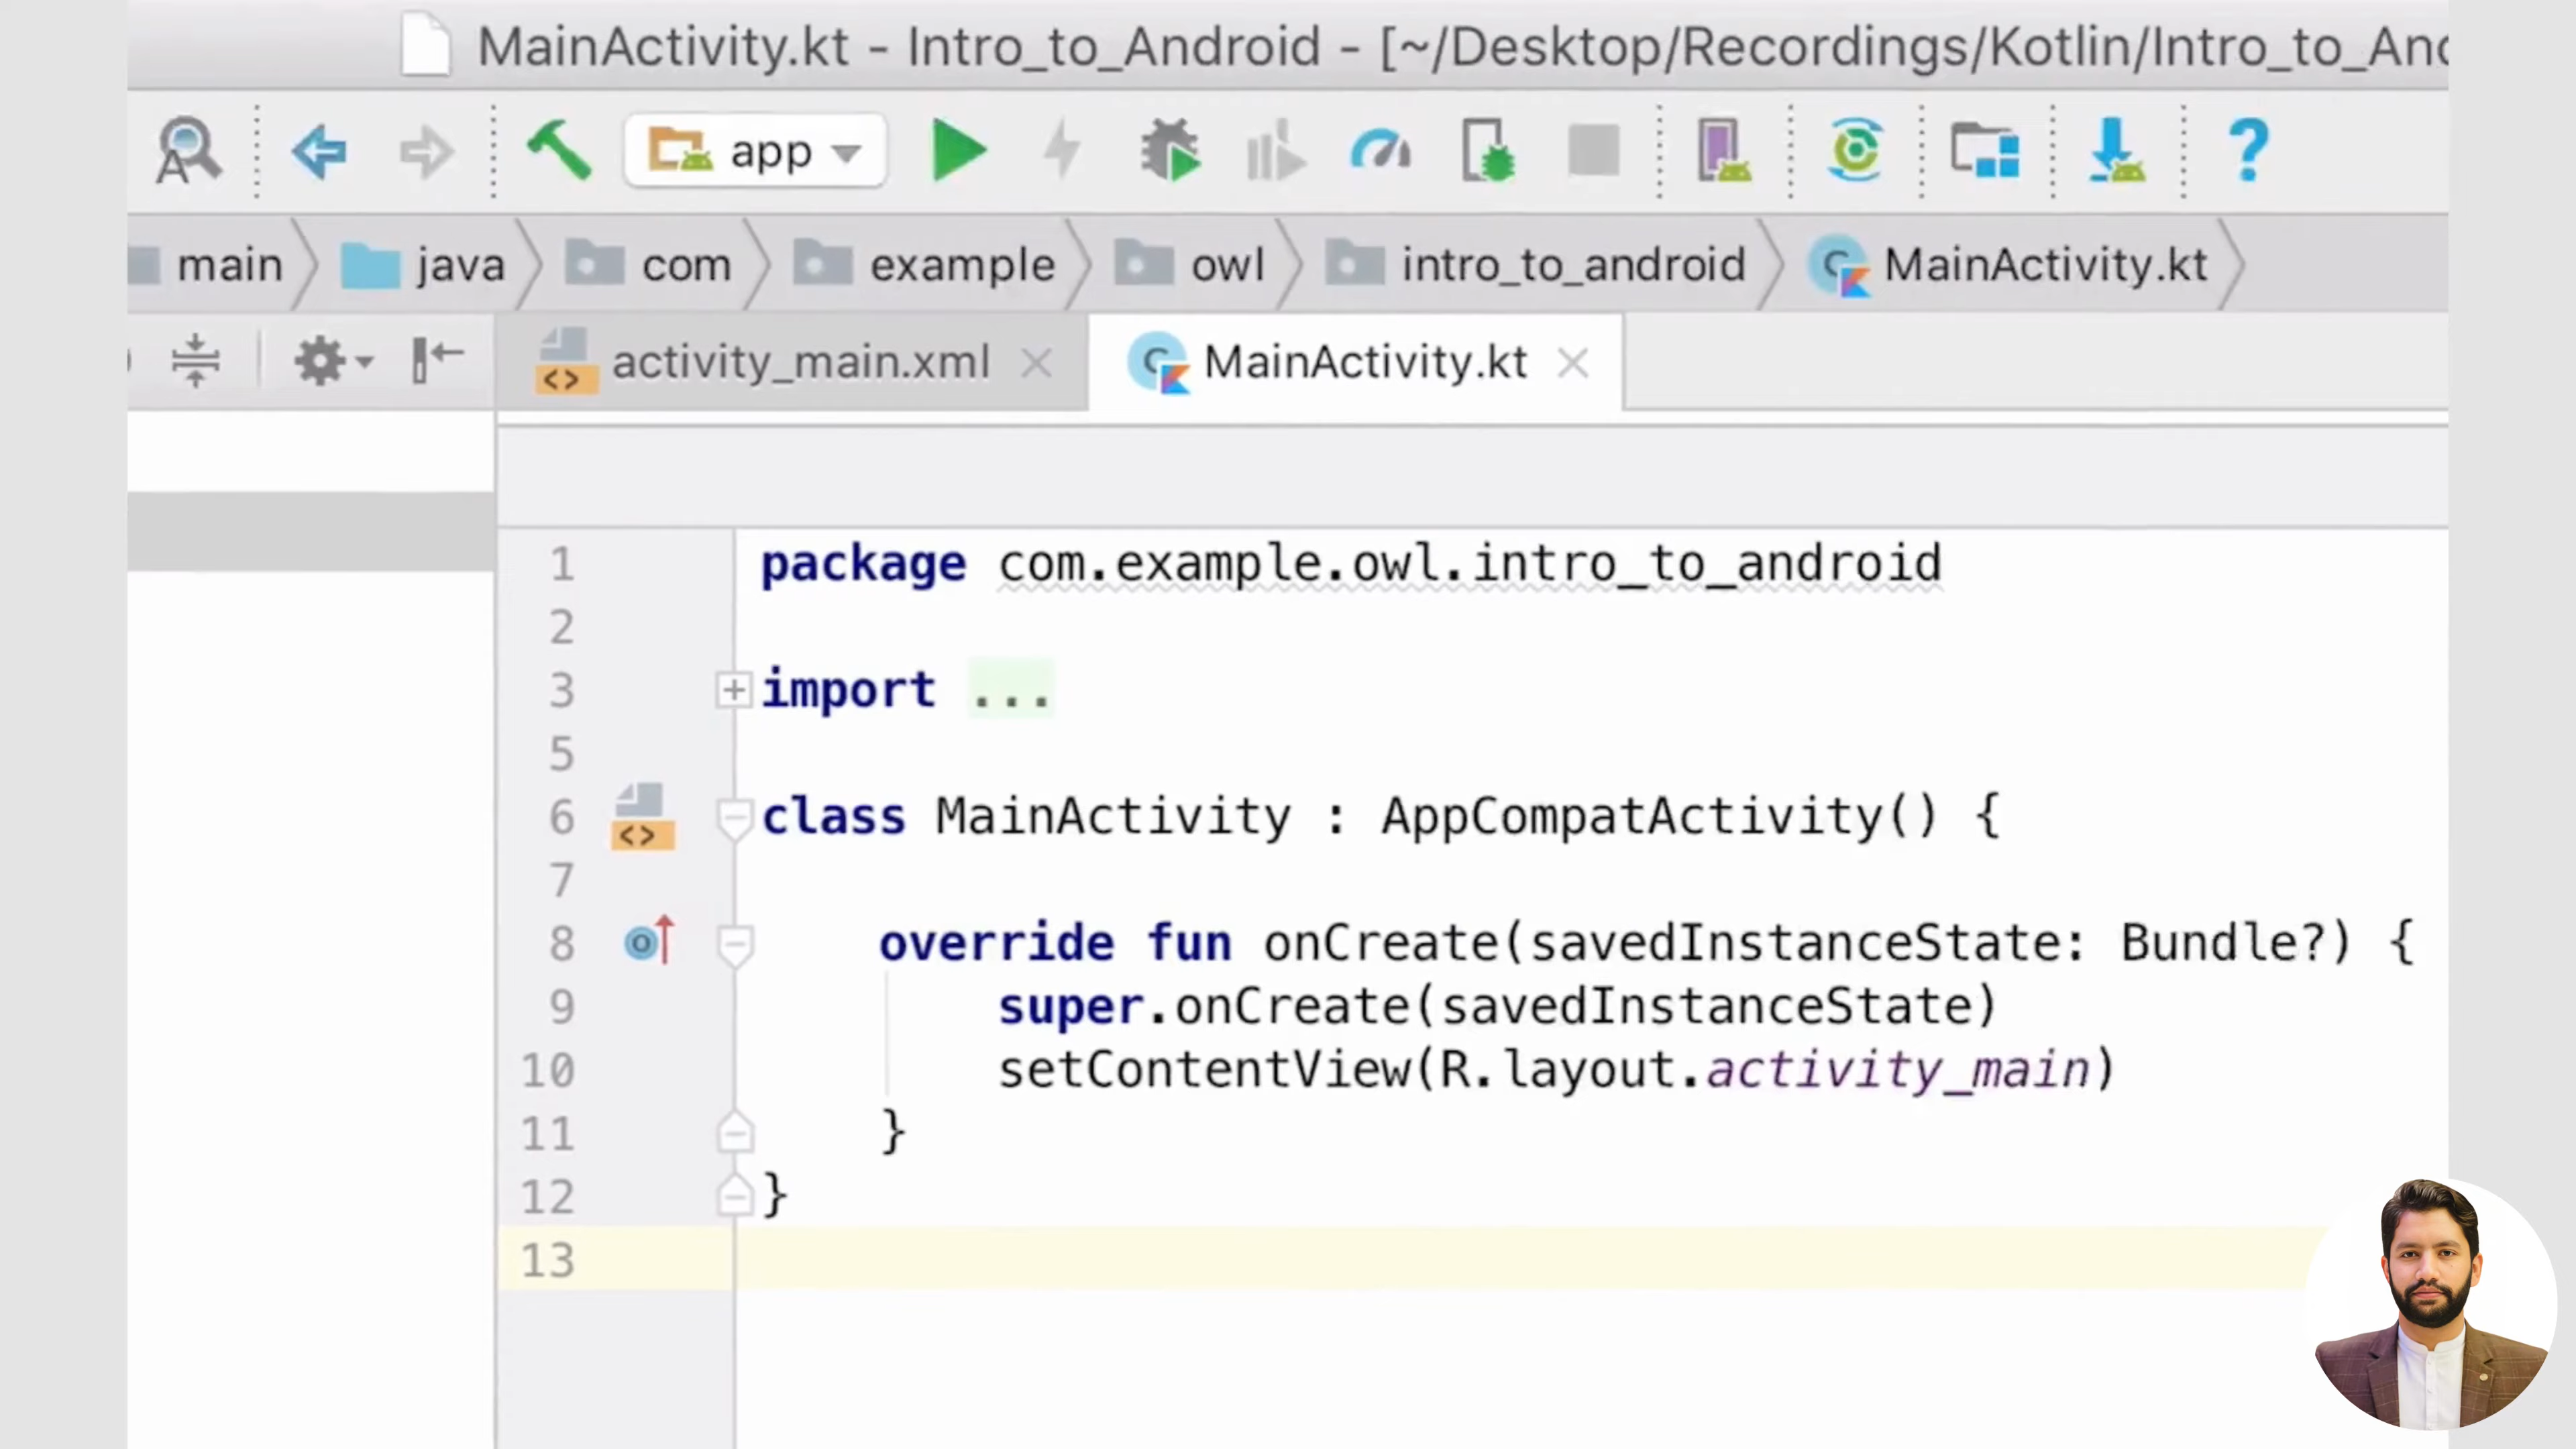 MainActivity.kt - Intro_to_Android - [~/Desktop/Recordings/Kotlin/Intro_to_And
app
main java com example owl intro_to_android MainActivity.kt
activity_main.xml MainActivity.kt
1 package com.example.owl.intro_to_android
2
3 import ...
5
6 class MainActivity : AppCompatActivity() {
7
8 override fun onCreate(savedInstanceState: Bundle?) {
9 super.onCreate(savedInstanceState)
10 setContentView(R.layout.activity_main)
11 }
12 }
13